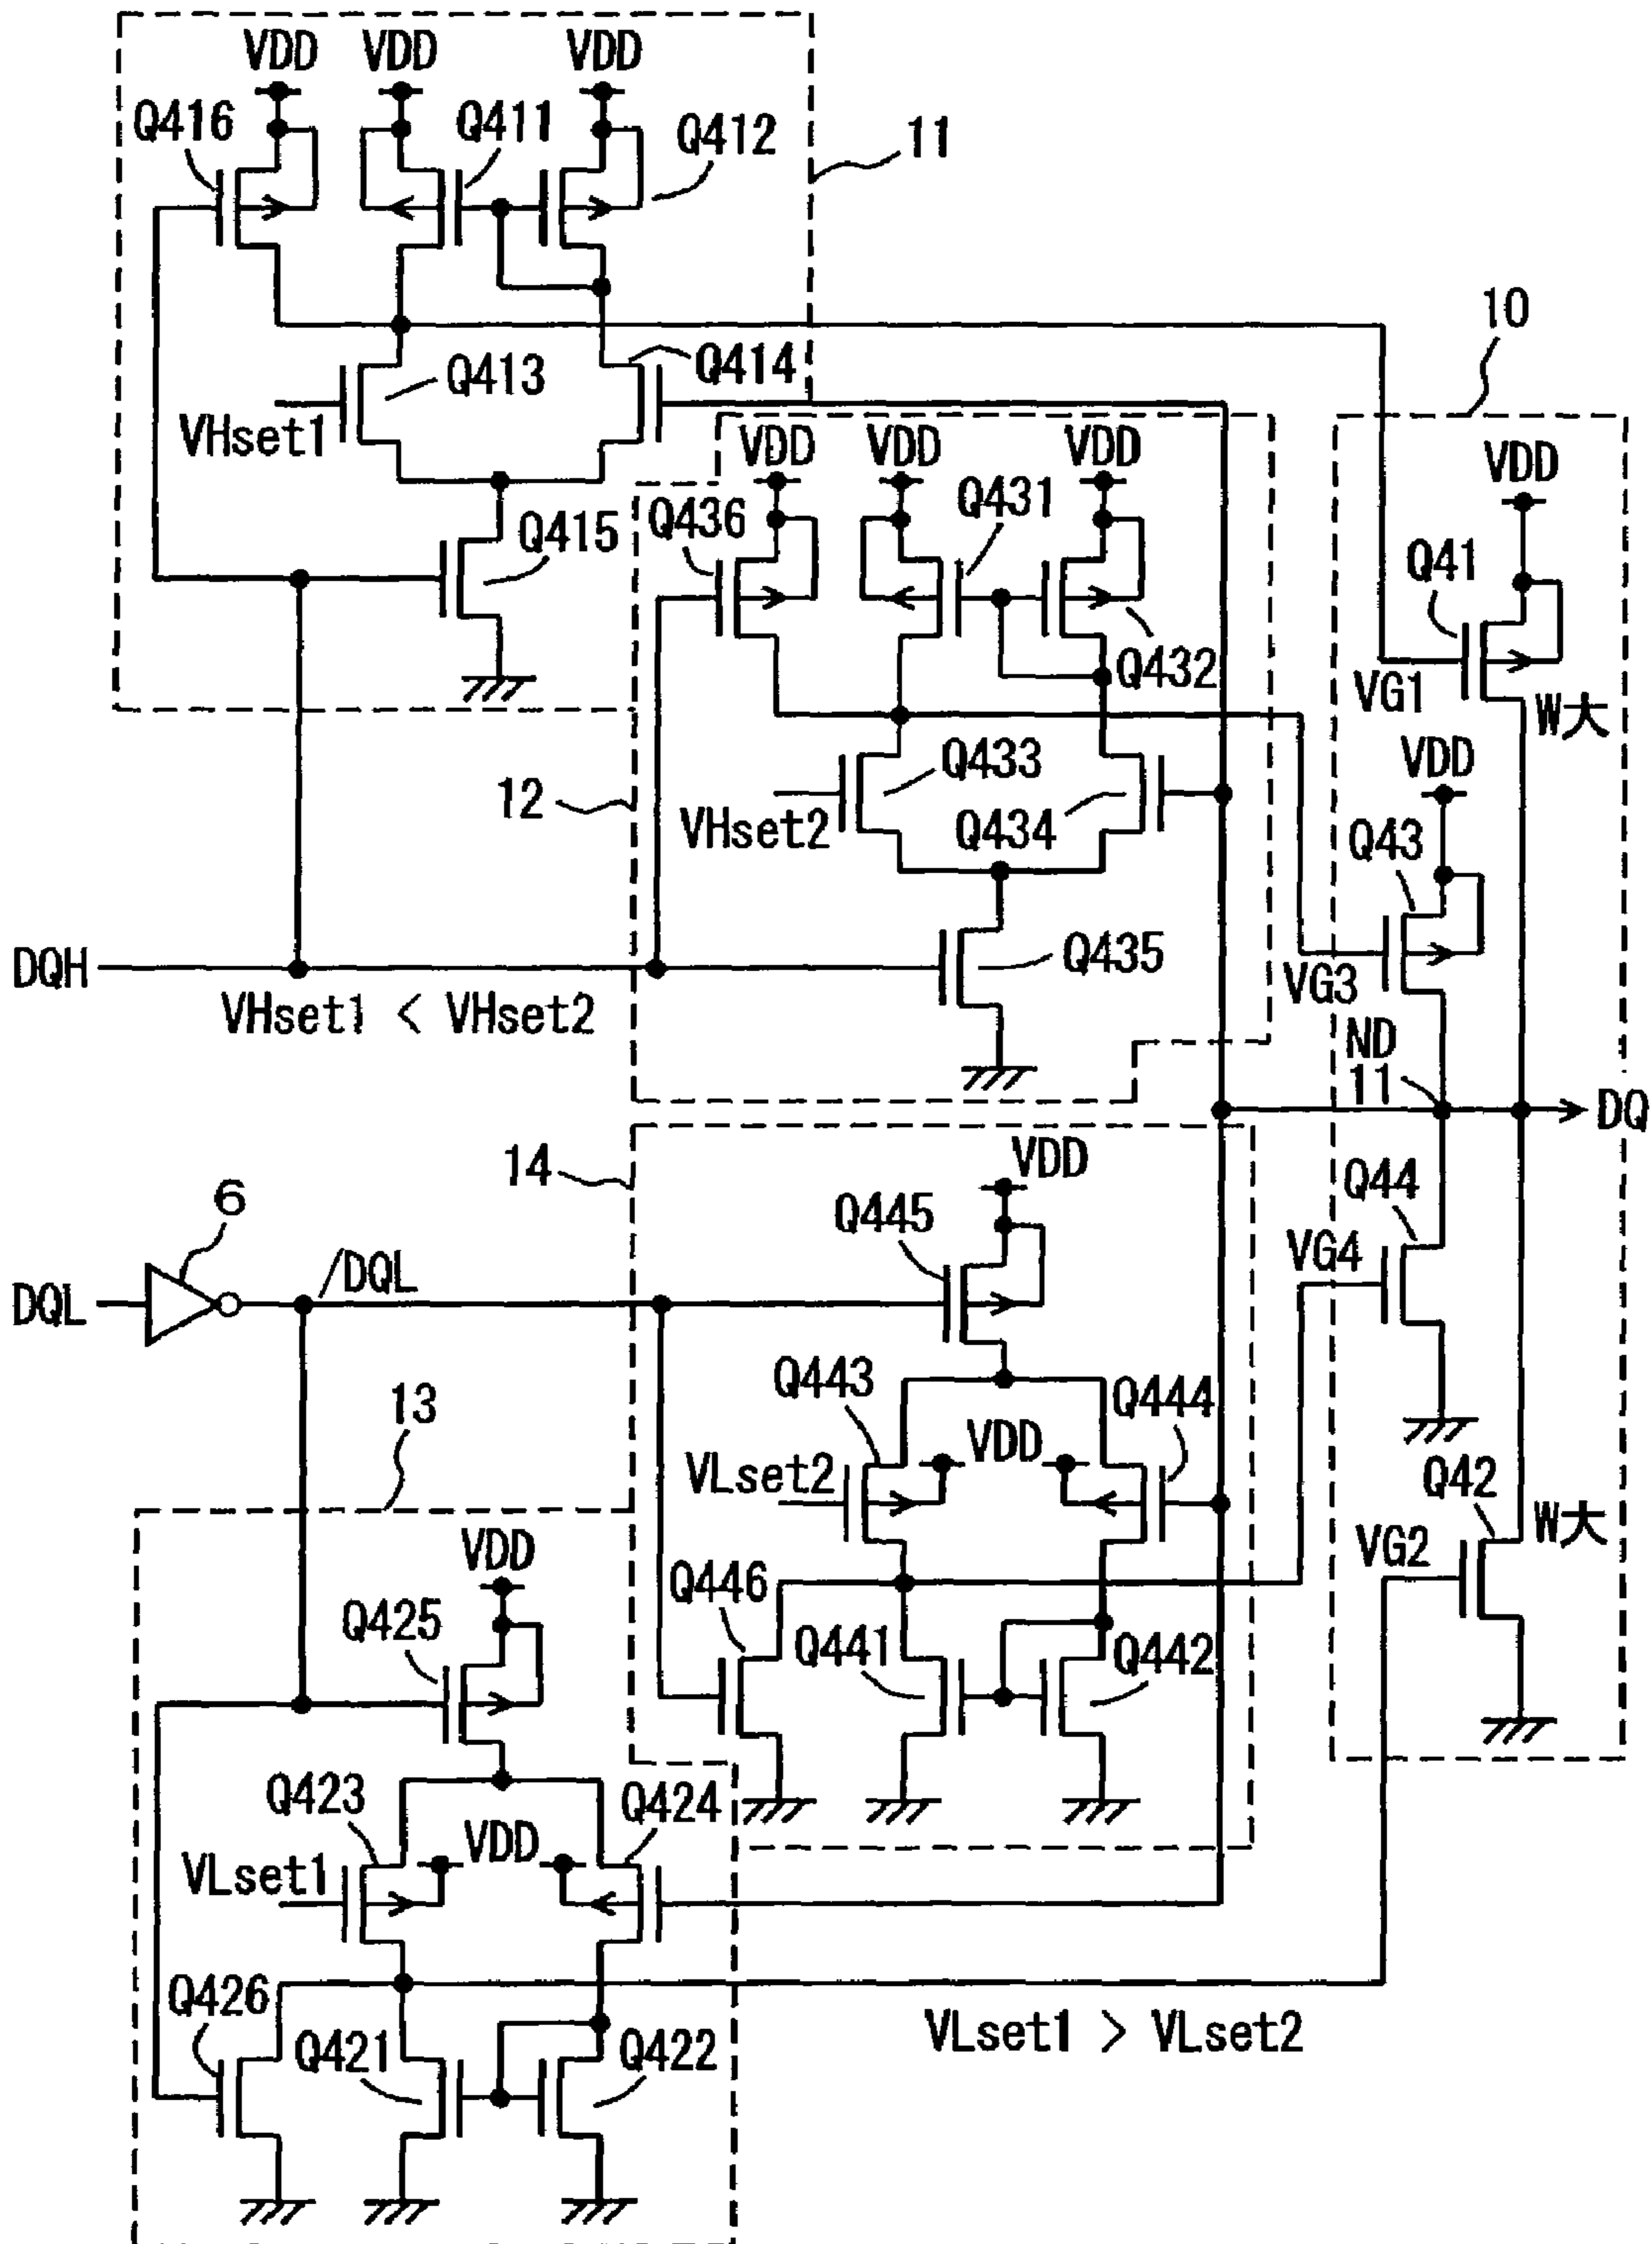 VDD VDD VDD
Q416 Q411 Q412 11
10
Q413 Q414
VHset1
VDD VDD VDD VDD
Q415 Q436 Q431
Q41
Q432
VG1 W大
VDD
Q433
12 VHset2 Q434 Q43
DQH Q435
VG3
VHset1 < VHset2
ND
11 DQ
14 VDD
6 Q445 Q44
/DQL VG4
DQL
Q443 Q444
13
VDD
VLset2 Q42 W大
VDD VG2
Q446
Q425 Q441 Q442
Q423 Q424
VDD
VLset1
Q426
VLset1 > VLset2
Q421 Q422